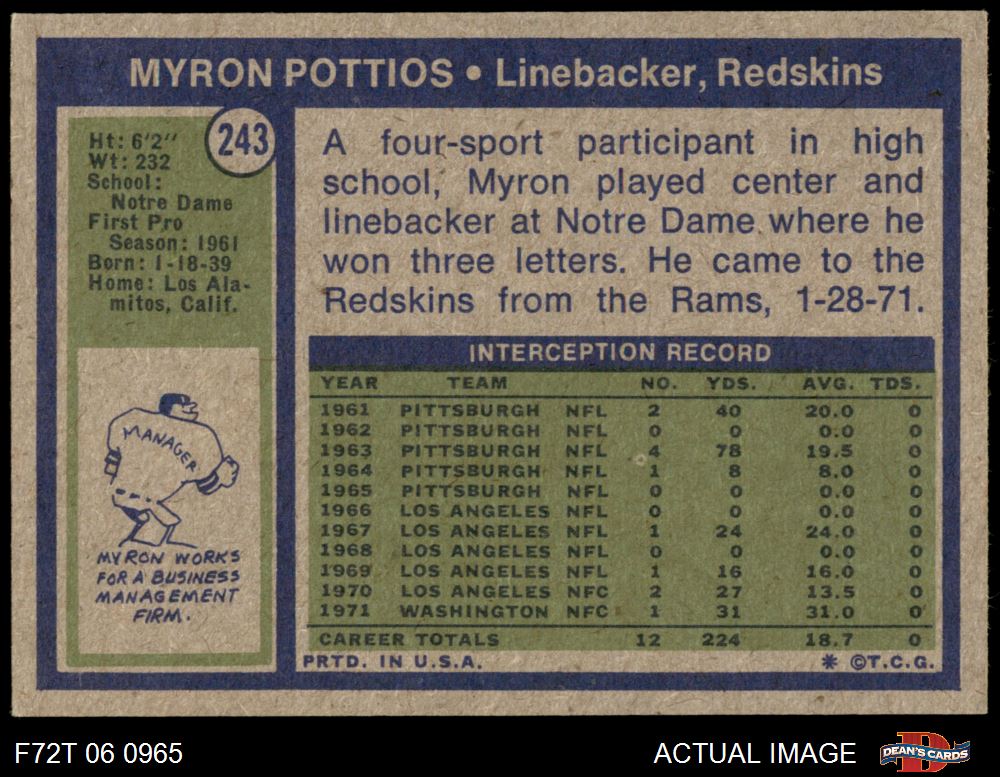 MYRON POTTIOS • Linebacker, Redskins
243
Ht: 6'2"
Wt: 232
School:
Notre Dame
First Pro
Season: 1961
Born: 1-18-39
Home: Los Ala-
mitos, Calif.
MANAGER
MYRON WORKS
FOR A BUSINESS
MANAGEMENT
FIRM.
A four-sport participant in high
school, Myron played center and
linebacker at Notre Dame where he
won three letters. He came to the
Redskins from the Rams, 1-28-71.
INTERCEPTION RECORD
YEAR TEAM NO. YDS. AVG. TDS.
1961 PITTSBURGH NFL 2 40 20.0 0
1962 PITTSBURGH NFL 0 0 0.0 0
1963 PITTSBURGH NFL 4 78 19.5 0
1964 PITTSBURGH NFL 1 8 8.0 0
1965 PITTSBURGH NFL 0 0 0.0 0
1966 LOS ANGELES NFL 0 0 0.0 0
1967 LOS ANGELES NFL 1 24 24.0 0
1968 LOS ANGELES NFL 0 0 0.0 0
1969 LOS ANGELES NFL 1 16 16.0 0
1970 LOS ANGELES NFC 2 27 13.5 0
1971 WASHINGTON NFC 1 31 31.0 0
CAREER TOTALS 12 224 18.7 0
PRTD. IN U.S.A. * ©T.C.G.
F72T 06 0965 ACTUAL IMAGE D DEAN'S CARDS